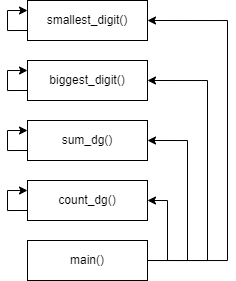 smallest_digit()
biggest_digit()
sum_dg()
count_dg()
main()